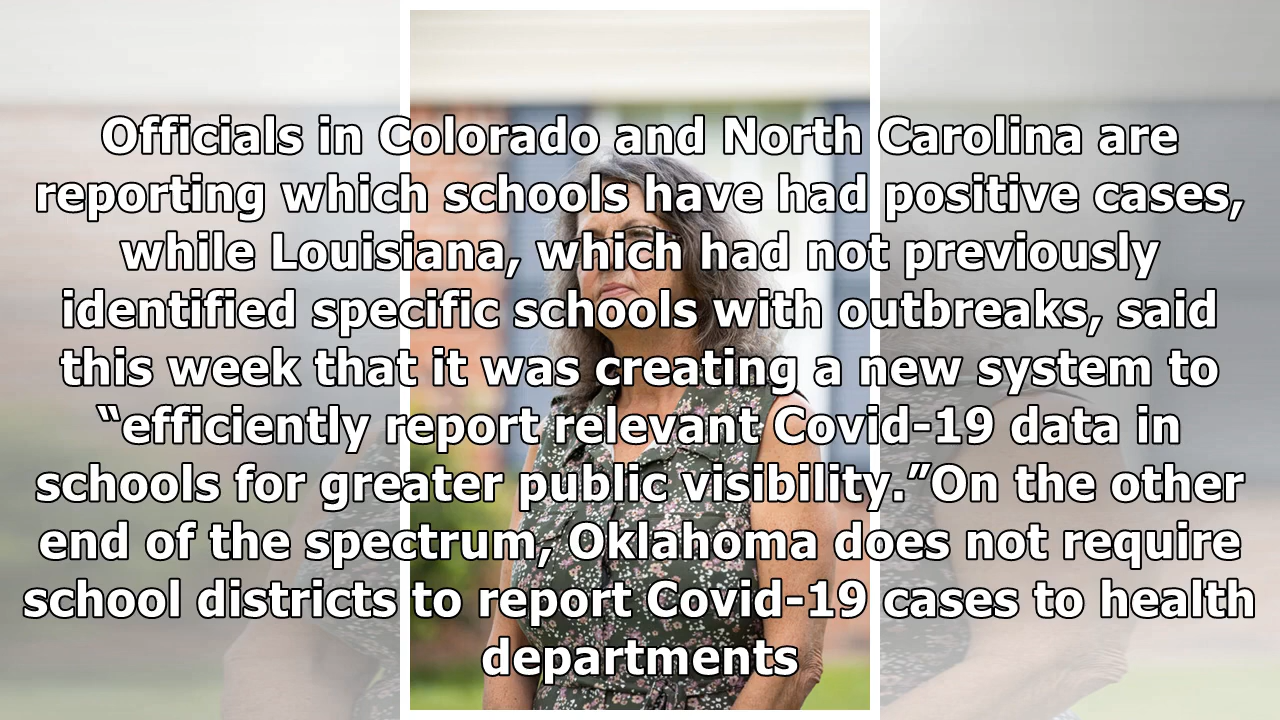 Officials in Colorado and North Carolina are
reporting which schools have had positive cases,
while Louisiana, which had not previously
identified specific schools with outbreaks, said
this week that it was creating a new system to
“efficiently report relevant Covid-19 data in
schools for greater public visibility.”On the other
end of the spectrum, Oklahoma does not require
school districts to report Covid-19 cases to health
departments